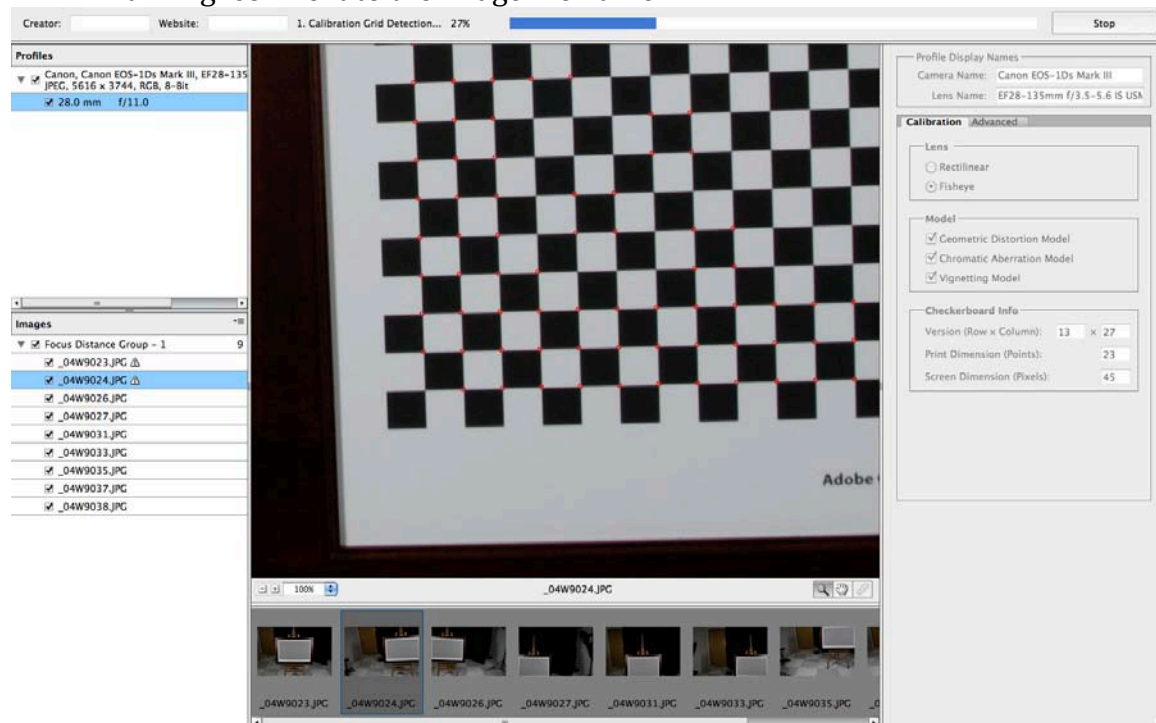 Creator:
Website:
1. Calibration Grid Detection... 27%
Stop
Profiles
Canon, Canon EOS-1Ds Mark III, EF28-135
JPEG, 5616 x 3744, RGB, 8-Bit
28.0 mm f/11.0
Images
Focus Distance Group - 1 9
_04W9023.JPG
_04W9024.JPG
_04W9026.JPG
_04W9027.JPG
_04W9031.JPG
_04W9033.JPG
_04W9035.JPG
_04W9037.JPG
_04W9038.JPG
Adobe
100%
_04W9024.JPG
_04W9023.JPG
_04W9024.JPG
_04W9026.JPG
_04W9027.JPG
_04W9031.JPG
_04W9033.JPG
_04W9035.JPG
Profile Display Names
Camera Name: Canon EOS-1Ds Mark III
Lens Name: EF28-135mm f/3.5-5.6 IS USM
Calibration Advanced
Lens
Rectilinear
Fisheye
Model
Geometric Distortion Model
Chromatic Aberration Model
Vignetting Model
Checkerboard Info
Version (Row x Column): 13 x 27
Print Dimension (Points): 23
Screen Dimension (Pixels): 45